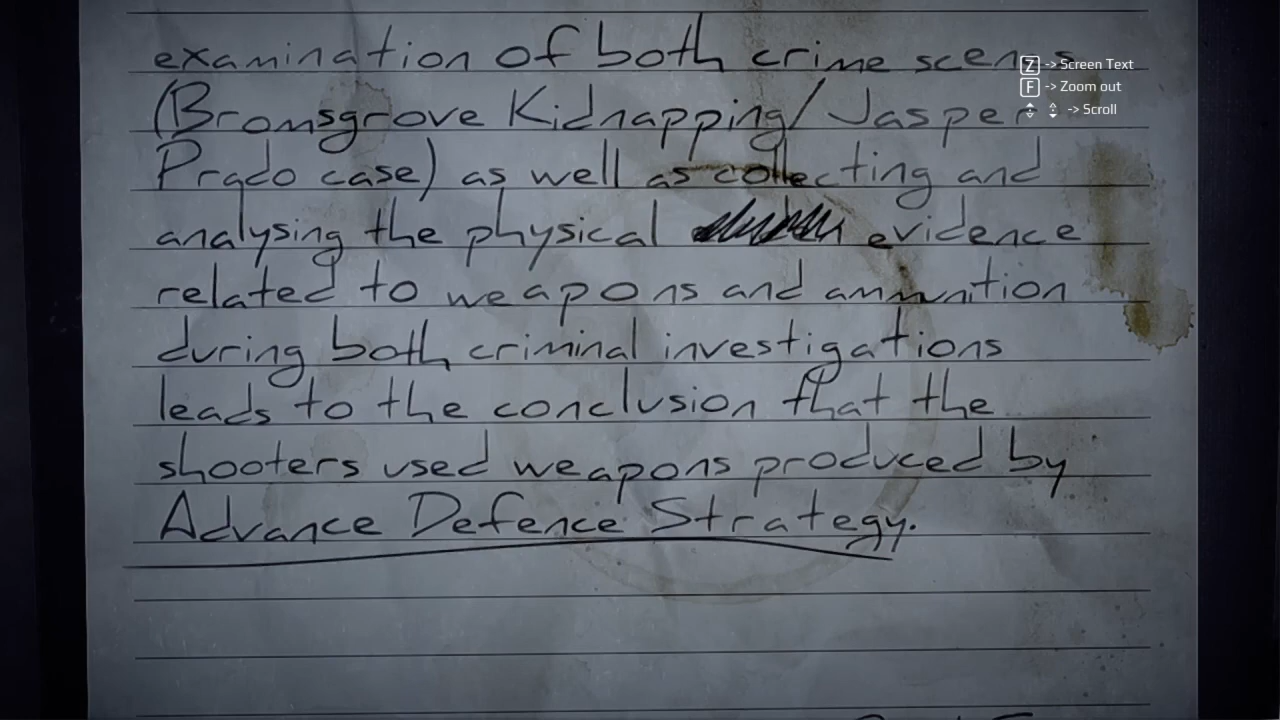 examination of both crime scens
Z -> Screen Text
F -> Zoom out
-> Scroll
(Bromsgrove Kidnapping/Jasper
Prado case) as well as collecting and
analysing the physical evidence
related to weapons and ammunition
during both criminal investigations
leads to the conclusion that the
shooters used weapons produced by
Advance Defence Strategy.